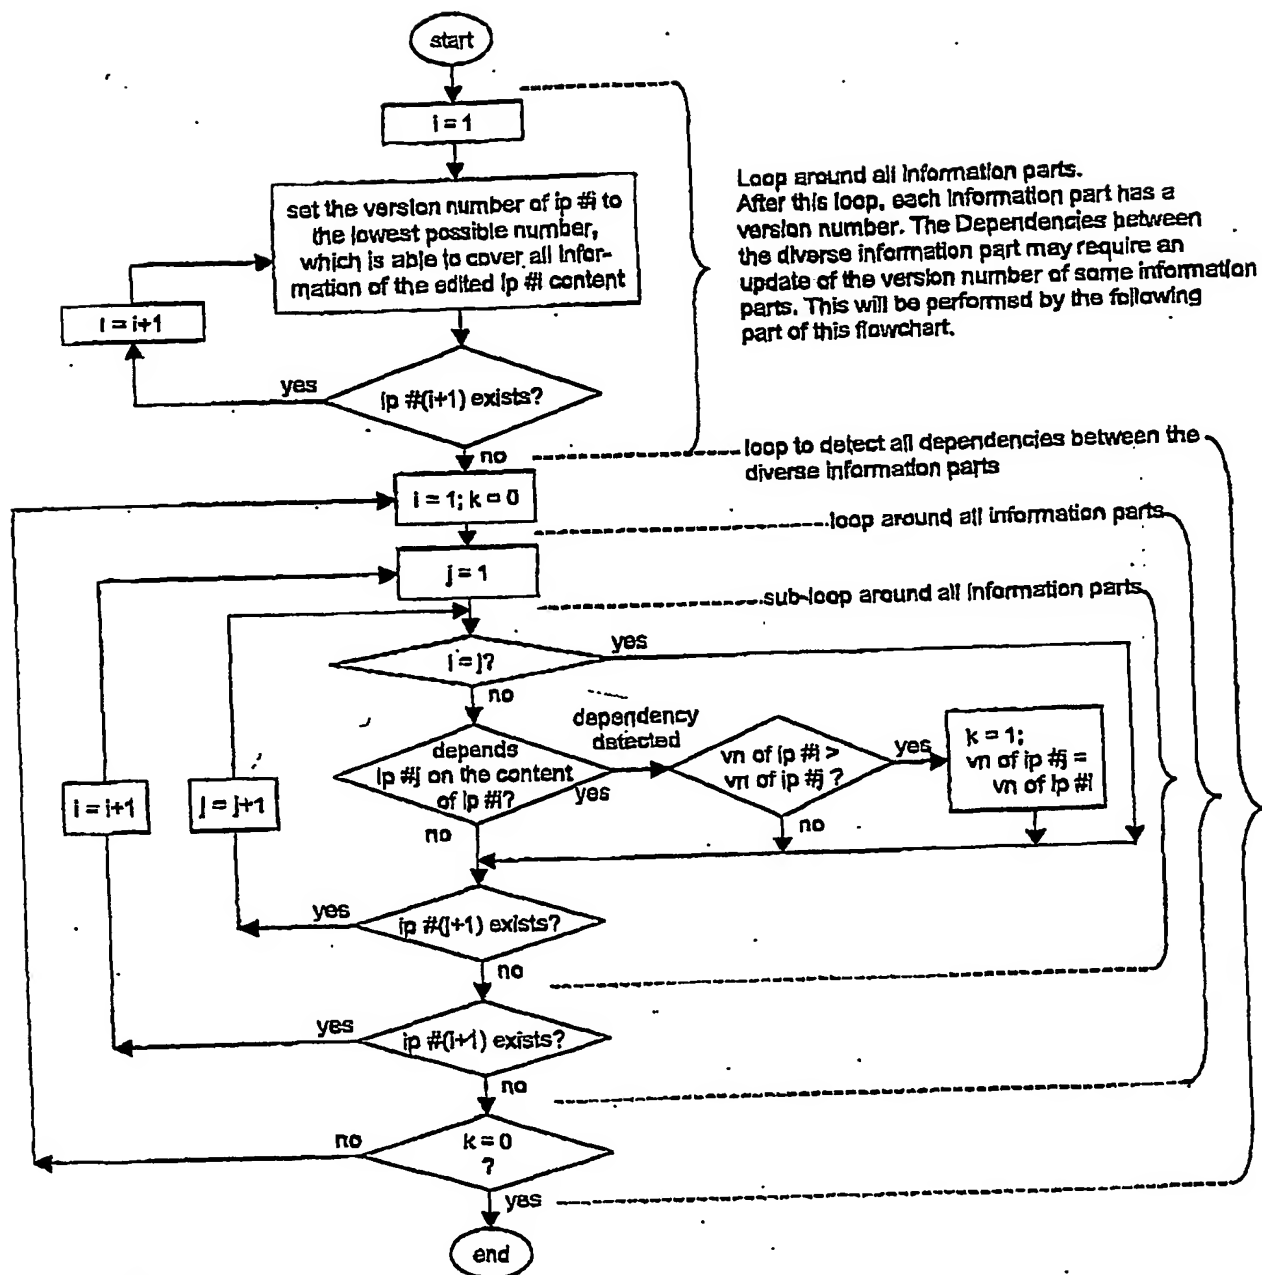 start
i = 1
set the version number of ip #i to
the lowest possible number,
which is able to cover all infor-
mation of the edited ip #i content
i = i+1
yes
ip #(i+1) exists?
no
Loop around all information parts.
After this loop, each information part has a
version number. The Dependencies between
the diverse information part may require an
update of the version number of some information
parts. This will be performed by the following
part of this flowchart.
loop to detect all dependencies between the
diverse information parts
i = 1; k = 0
loop around all information parts
j = 1
sub-loop around all information parts
i = j?
yes
no
depends
ip #j on the content
of ip #i?
dependency
detected
yes
no
vn of ip #i >
vn of ip #j ?
yes
no
k = 1;
vn of ip #j =
vn of ip #i
i = i+1
j = j+1
yes
ip #(j+1) exists?
no
yes
ip #(i+1) exists?
no
no
k = 0
?
yes
end